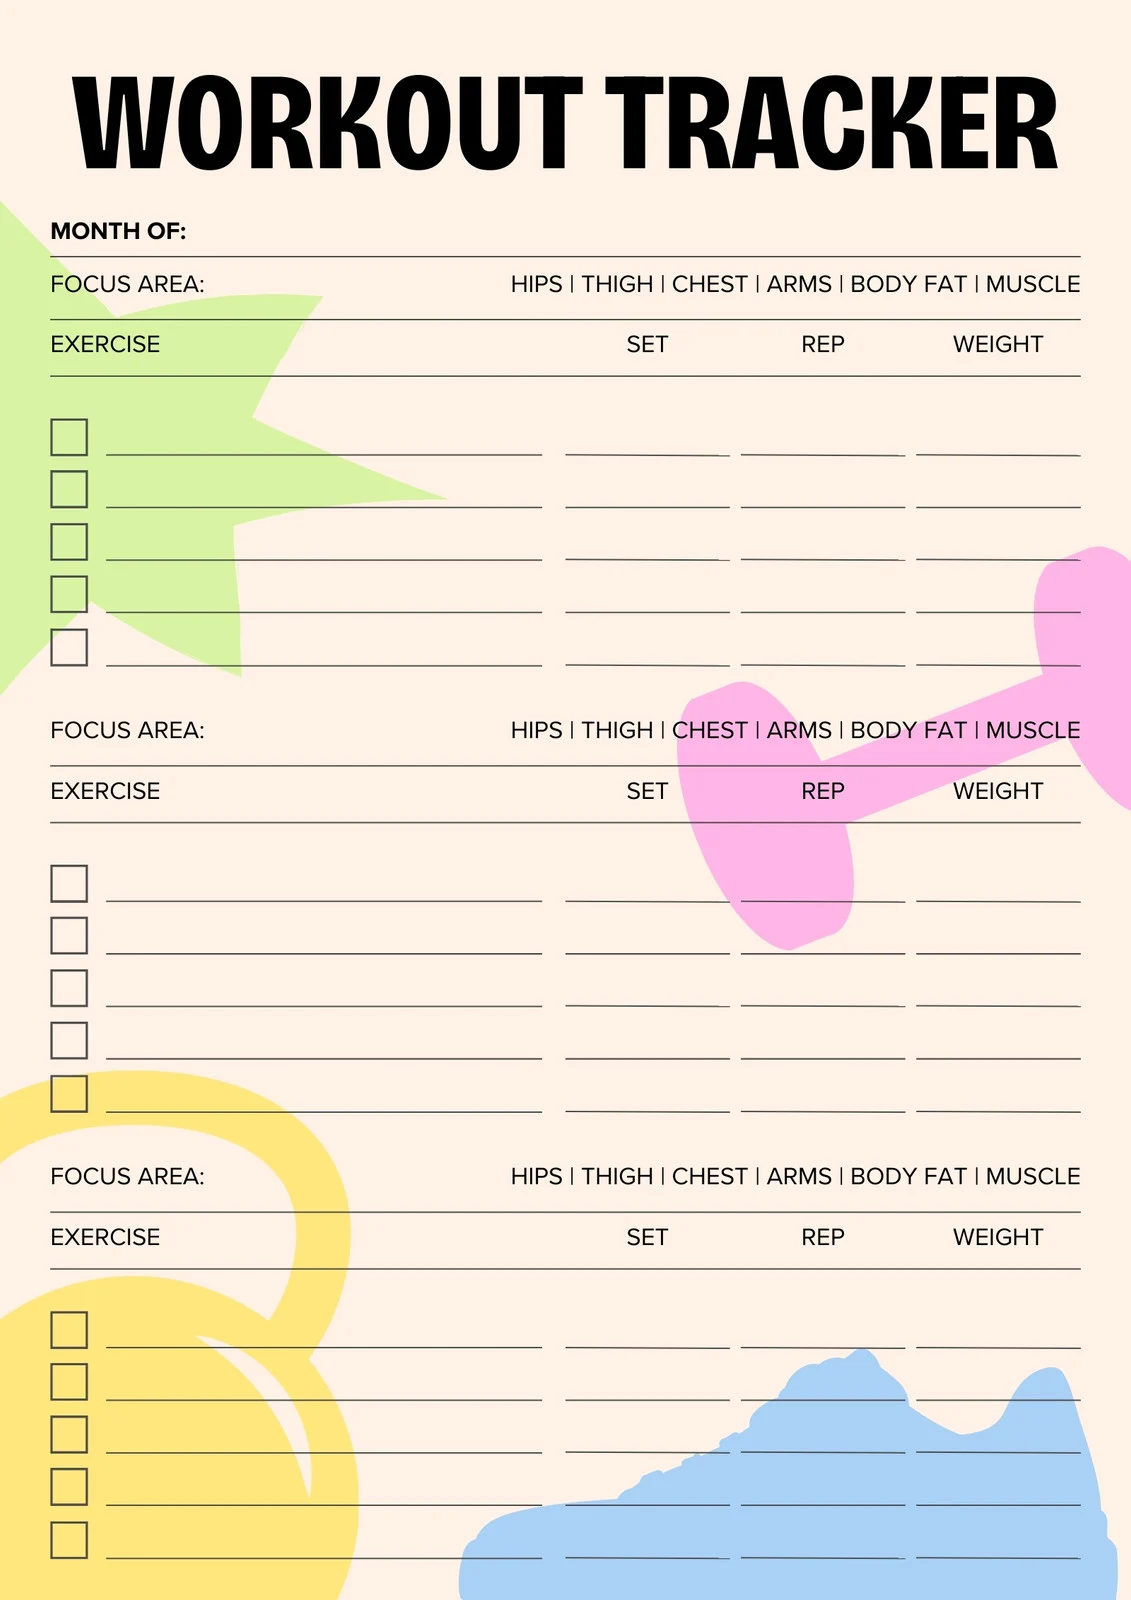 WORKOUT TRACKER
MONTH OF:
FOCUS AREA: HIPS | THIGH | CHEST | ARMS | BODY FAT | MUSCLE
EXERCISE SET REP WEIGHT
FOCUS AREA: HIPS | THIGH | CHEST | ARMS | BODY FAT | MUSCLE
EXERCISE SET REP WEIGHT
FOCUS AREA: HIPS | THIGH | CHEST | ARMS | BODY FAT | MUSCLE
EXERCISE SET REP WEIGHT